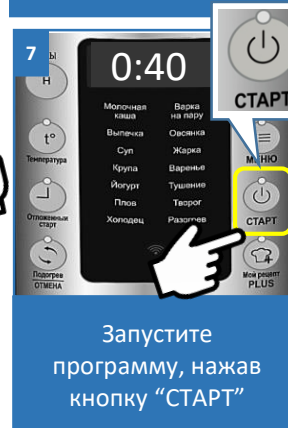 7
Ы
Н
0:40
СТАРТ
Молочная каша
Варка на пару
Выпечка
Овсянка
Суп
Жарка
Крупа
Варенье
Йогурт
Тушение
Плов
Творог
Холодец
Разогрев
t°
Температура
МЕНЮ
Отложенный старт
СТАРТ
Подогрев
ОТМЕНА
Мой рецепт
PLUS
Запустите
программу, нажав
кнопку “СТАРТ”